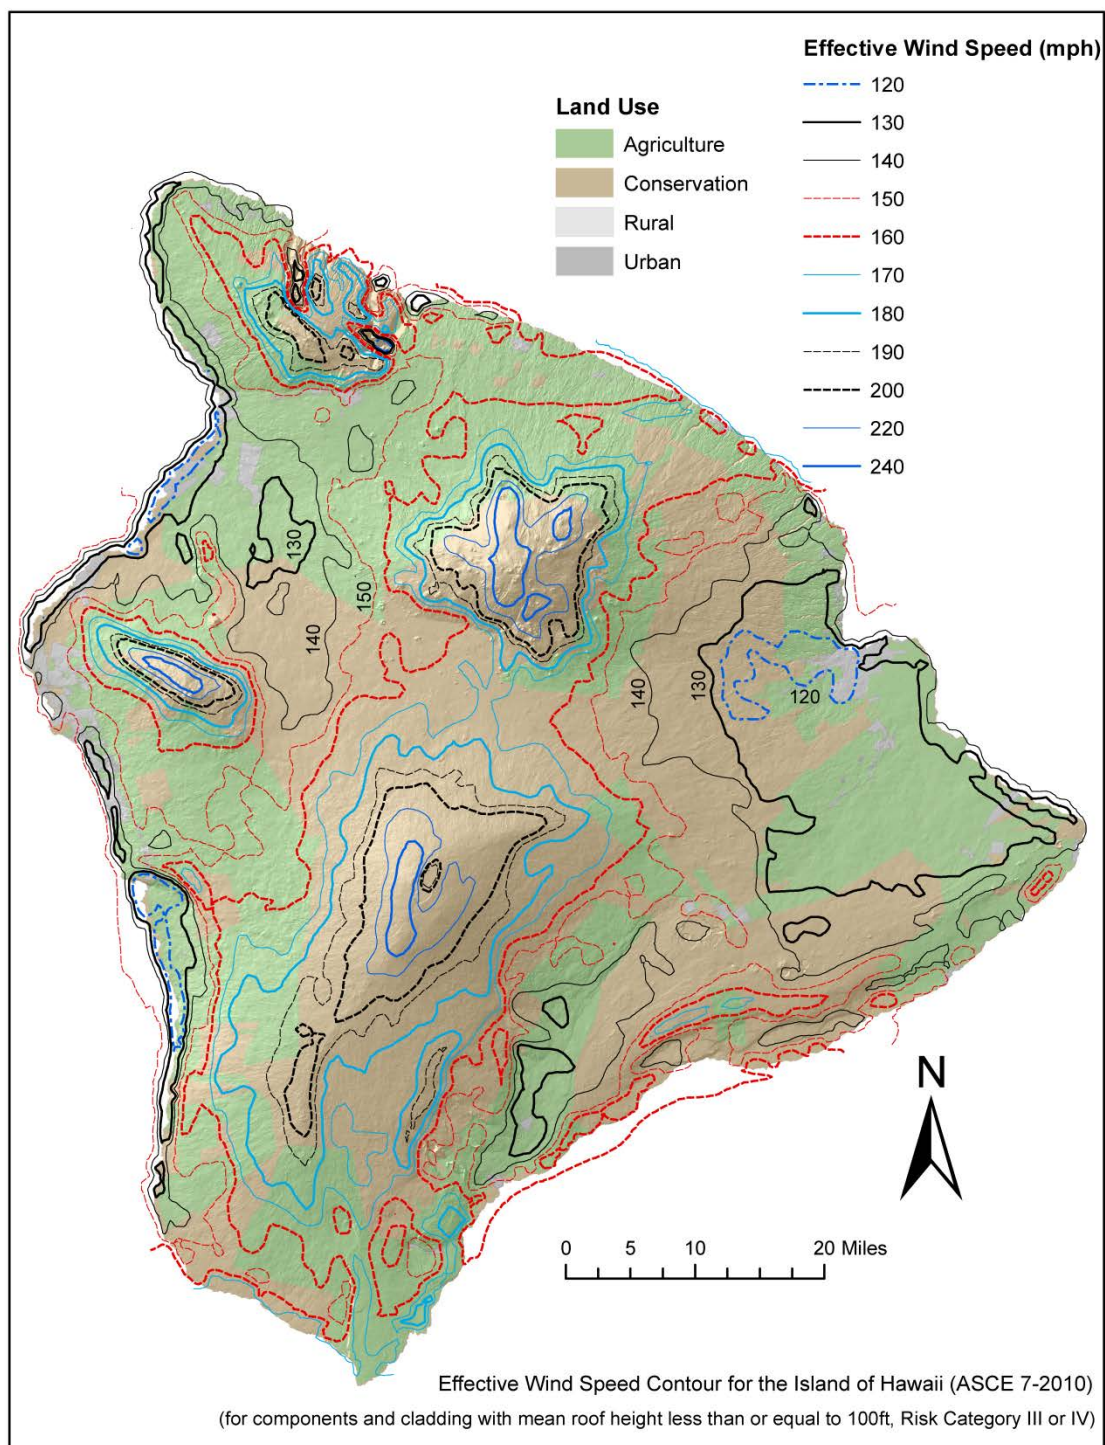 Effective Wind Speed (mph)
120
130
140
150
160
170
180
190
200
220
240
Land Use
Agriculture
Conservation
Rural
Urban
130
150
140
140
130
120
N
0 5 10 20 Miles
Effective Wind Speed Contour for the Island of Hawaii (ASCE 7-2010)
(for components and cladding with mean roof height less than or equal to 100ft, Risk Category III or IV)